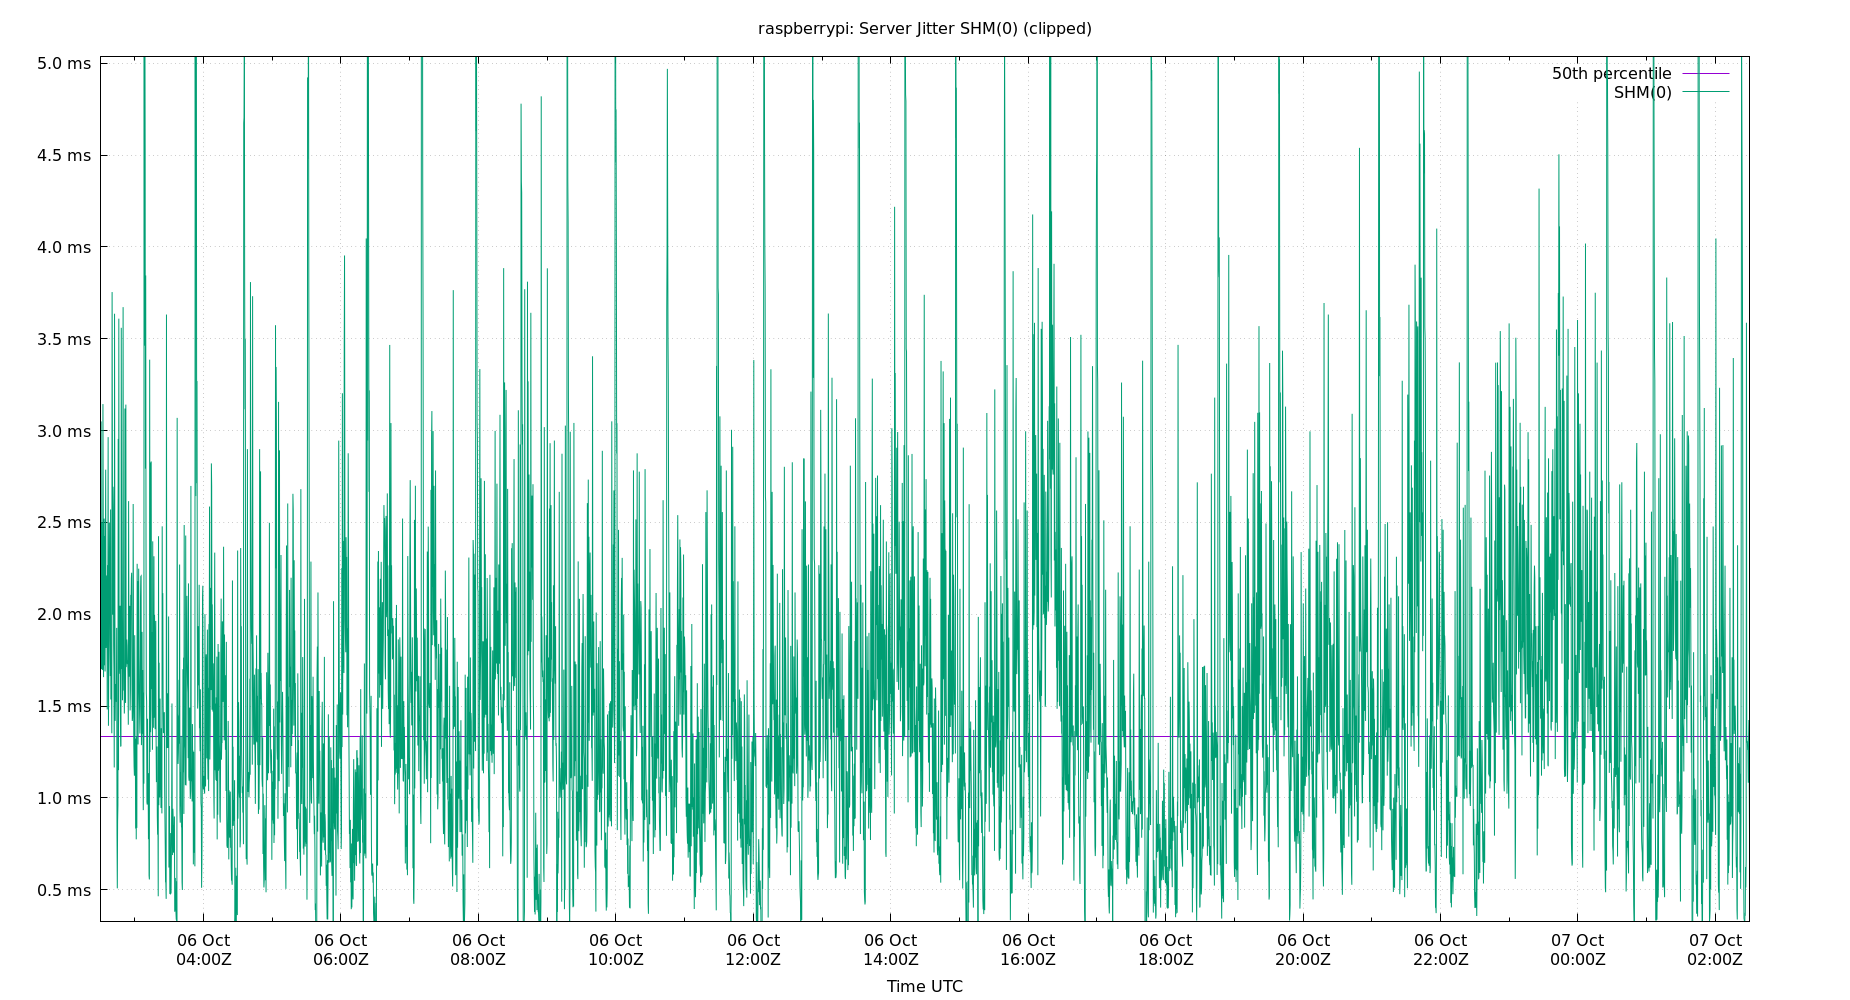 raspberrypi: Server Jitter SHM(0) (clipped)
50th percentile
SHM(0)
5.0 ms
4.5 ms
4.0 ms
3.5 ms
3.0 ms
2.5 ms
2.0 ms
1.5 ms
1.0 ms
0.5 ms
06 Oct 06 Oct 06 Oct 06 Oct 06 Oct 06 Oct 06 Oct 06 Oct 06 Oct 06 Oct 07 Oct 07 Oct
04:00Z 06:00Z 08:00Z 10:00Z 12:00Z 14:00Z 16:00Z 18:00Z 20:00Z 22:00Z 00:00Z 02:00Z
Time UTC